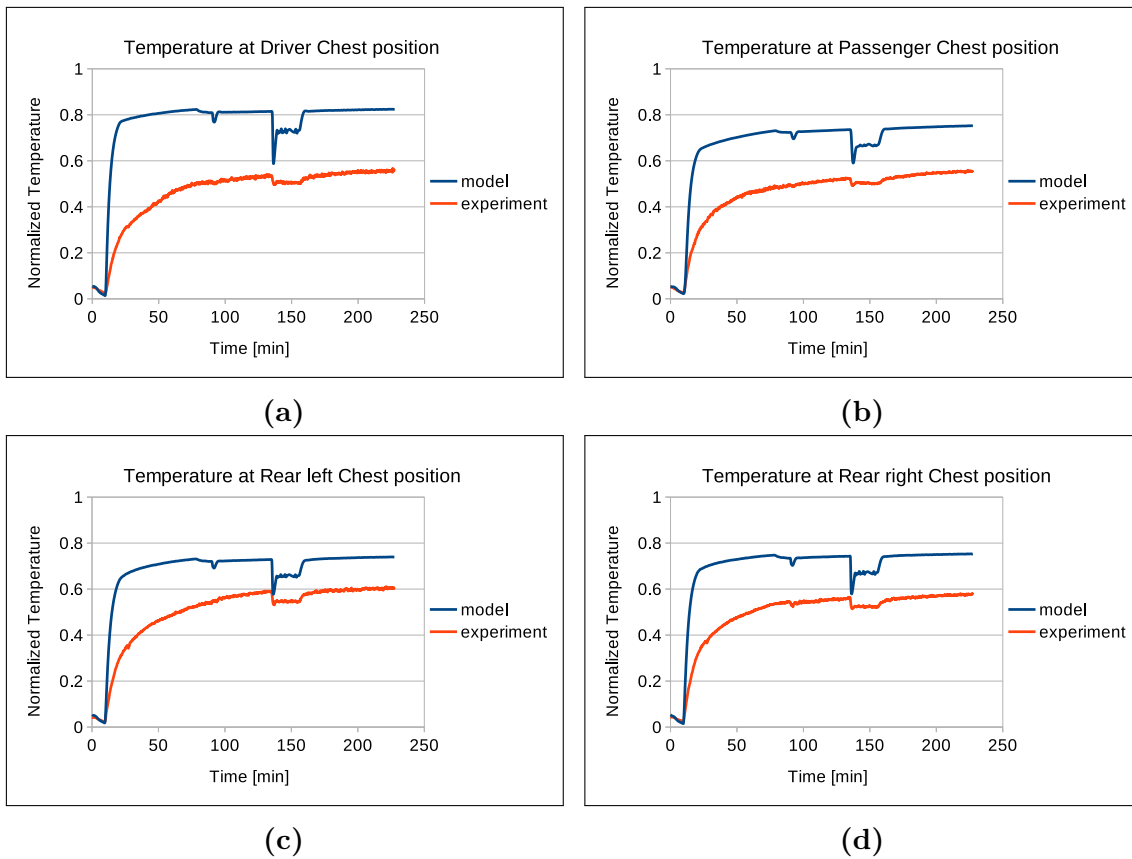 Temperature at Driver Chest position
1
0.8
0.6
0.4
0.2
0
0 50 100 150 200 250
Normalized Temperature
Time [min]
model
experiment
(a)
Temperature at Passenger Chest position
1
0.8
0.6
0.4
0.2
0
0 50 100 150 200 250
Normalized Temperature
Time [min]
model
experiment
(b)
Temperature at Rear left Chest position
1
0.8
0.6
0.4
0.2
0
0 50 100 150 200 250
Normalized Temperature
Time [min]
model
experiment
(c)
Temperature at Rear right Chest position
1
0.8
0.6
0.4
0.2
0
0 50 100 150 200 250
Normalized Temperature
Time [min]
model
experiment
(d)